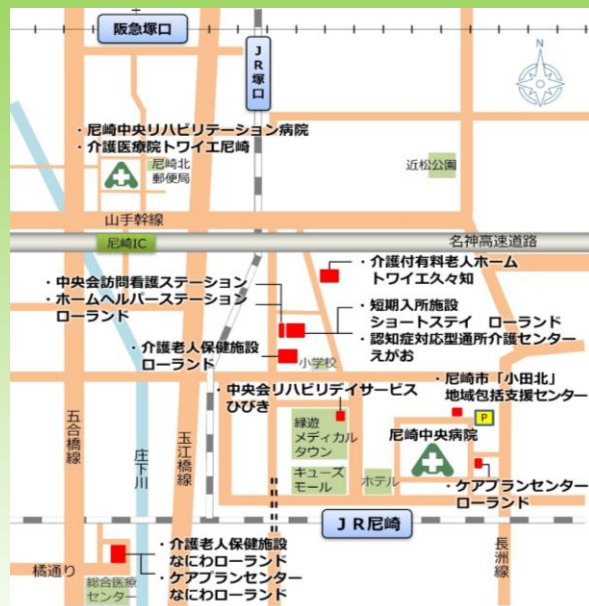 阪急塚口
JR塚口
N
・尼崎中央リハビリテーション病院
・介護医療院トワイエ尼崎
尼崎北
郵便局
近松公園
山手幹線
尼崎IC
名神高速道路
・介護付有料老人ホーム
トワイエ久々知
・中央会訪問看護ステーション
・ホームヘルパーステーション
ローランド
・短期入所施設
ショートステイ ローランド
・認知症対応型通所介護センター
えがお
・介護老人保健施設
ローランド
小学校
・中央会リハビリデイサービス
ひびき
・尼崎市「小田北」
地域包括支援センター
P
五合橋線
庄下川
玉江橋線
緑遊
メディカル
タウン
キューズ
モール
ホテル
尼崎中央病院
・ケアプランセンター
ローランド
JR尼崎
長洲線
・介護老人保健施設
なにわローランド
・ケアプランセンター
なにわローランド
橘通り
総合医療
センター